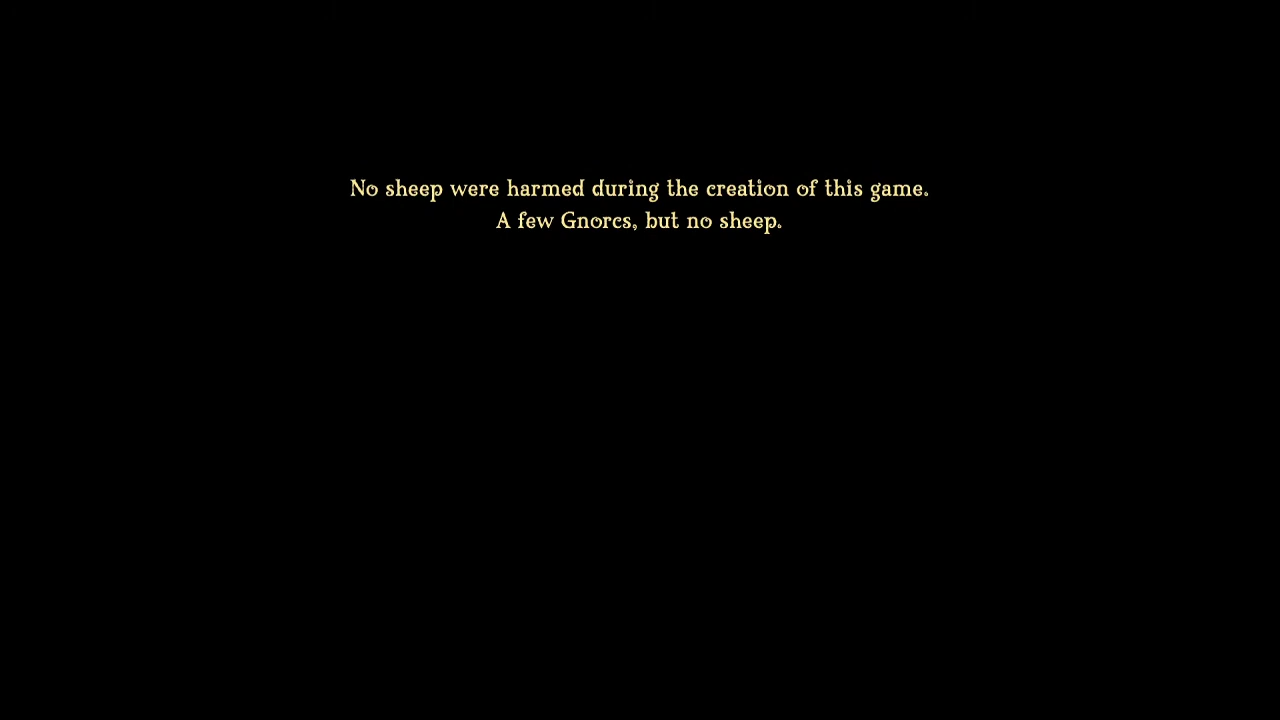 No sheep were harmed during the creation of this game.
A few Gnorcs, but no sheep.